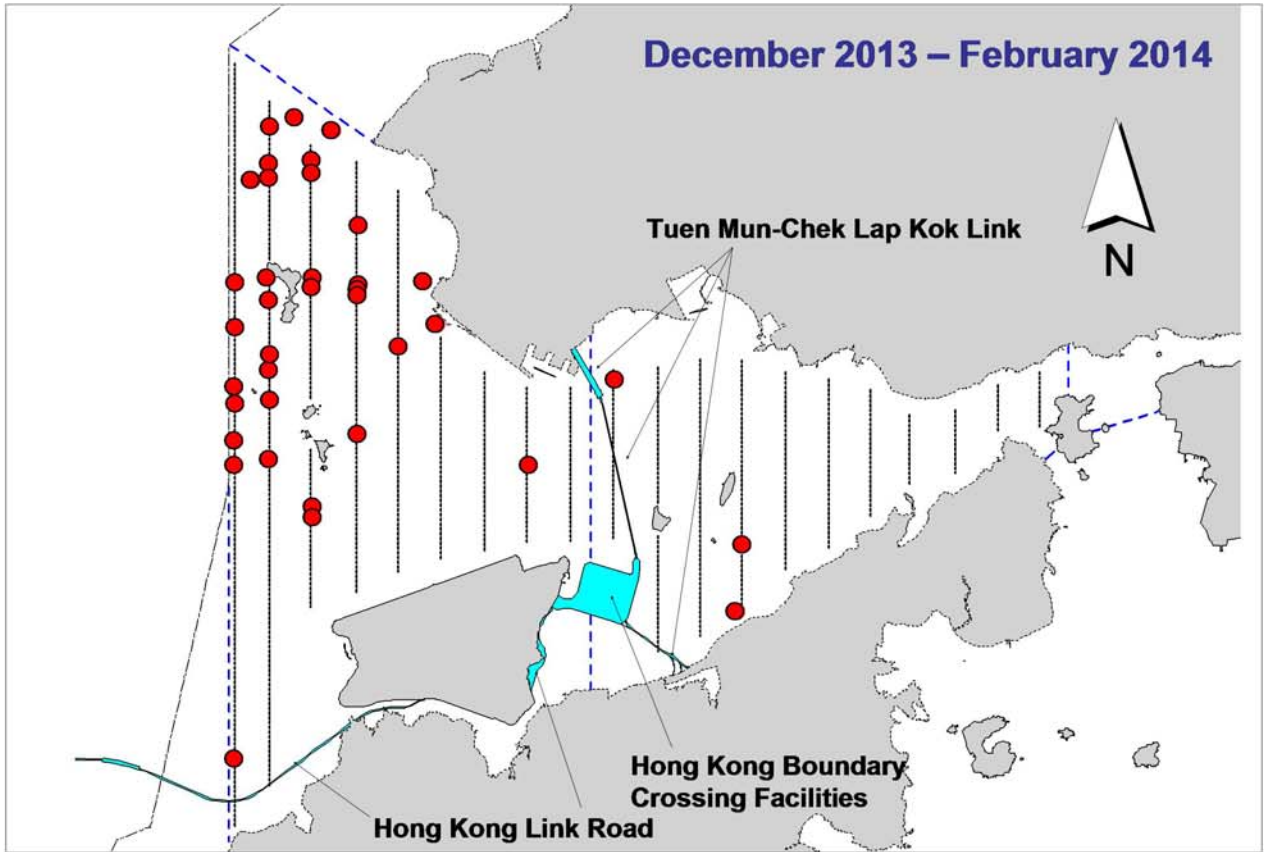 December 2013 – February 2014
Tuen Mun-Chek Lap Kok Link
N
Hong Kong Boundary
Crossing Facilities
Hong Kong Link Road